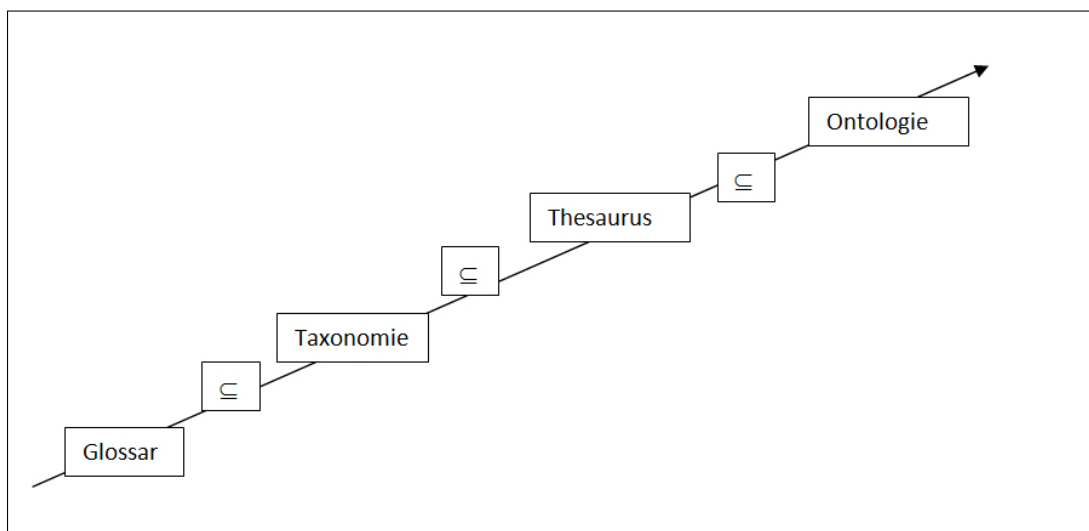 Ontologie
⊆
Thesaurus
⊆
Taxonomie
⊆
Glossar